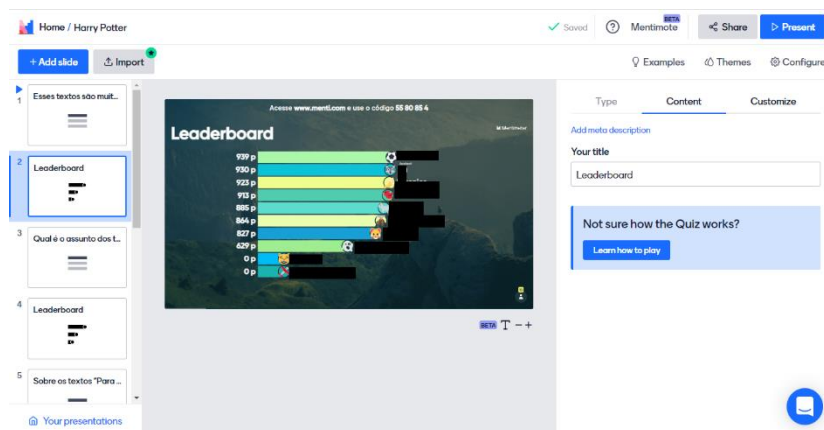 Home / Harry Potter
Saved
Mentimote
BETA
Share
Present
+ Add slide
Import
Examples
Themes
Configure
1
Esses textos são muit...
2
Leaderboard
3
Qual é o assunto dos t...
4
Leaderboard
5
Sobre os textos "Para ...
Your presentations
Acesse www.menti.com e use o código 55 80 85 4
Leaderboard
Mentimeter
939 p
930 p
923 p
913 p
885 p
864 p
827 p
629 p
0 p
0 p
BETA T − +
Type
Content
Customize
Add meta description
Your title
Leaderboard
Not sure how the Quiz works?
Learn how to play